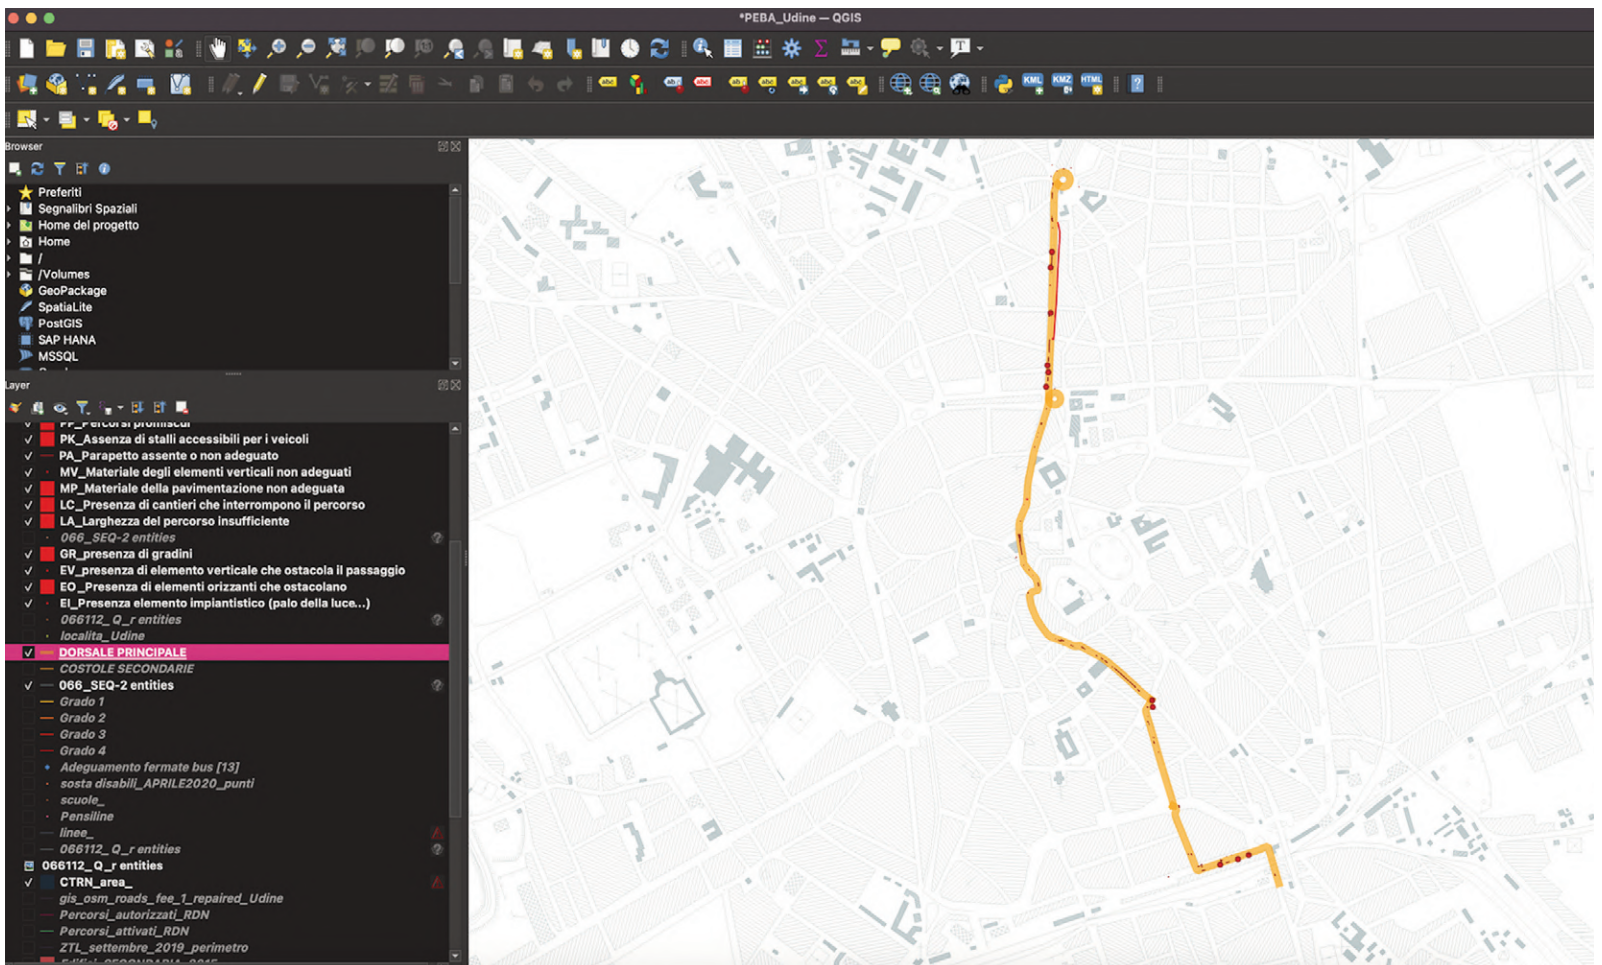 *PEBA_Udine — QGIS
Browser
Preferiti
Segnalibri Spaziali
Home del progetto
Home
/
/Volumes
GeoPackage
SpatiaLite
PostGIS
SAP HANA
MSSQL
Layer
PP_Percorsi promiscui
PK_Assenza di stalli accessibili per i veicoli
PA_Parapetto assente o non adeguato
MV_Materiale degli elementi verticali non adeguati
MP_Materiale della pavimentazione non adeguata
LC_Presenza di cantieri che interrompono il percorso
LA_Larghezza del percorso insufficiente
066_SEQ-2 entities
GR_presenza di gradini
EV_presenza di elemento verticale che ostacola il passaggio
EO_Presenza di elementi orizzanti che ostacolano
EI_Presenza elemento impiantistico (palo della luce...)
066112_Q_r entities
localita_Udine
DORSALE PRINCIPALE
COSTOLE SECONDARIE
066_SEQ-2 entities
Grado 1
Grado 2
Grado 3
Grado 4
Adeguamento fermate bus [13]
sosta disabili_APRILE2020_punti
scuole_
Pensiline
linee_
066112_Q_r entities
066112_Q_r entities
CTRN_area_
gis_osm_roads_fee_1_repaired_Udine
Percorsi_autorizzati_RDN
Percorsi_attivati_RDN
ZTL_settembre_2019_perimetro